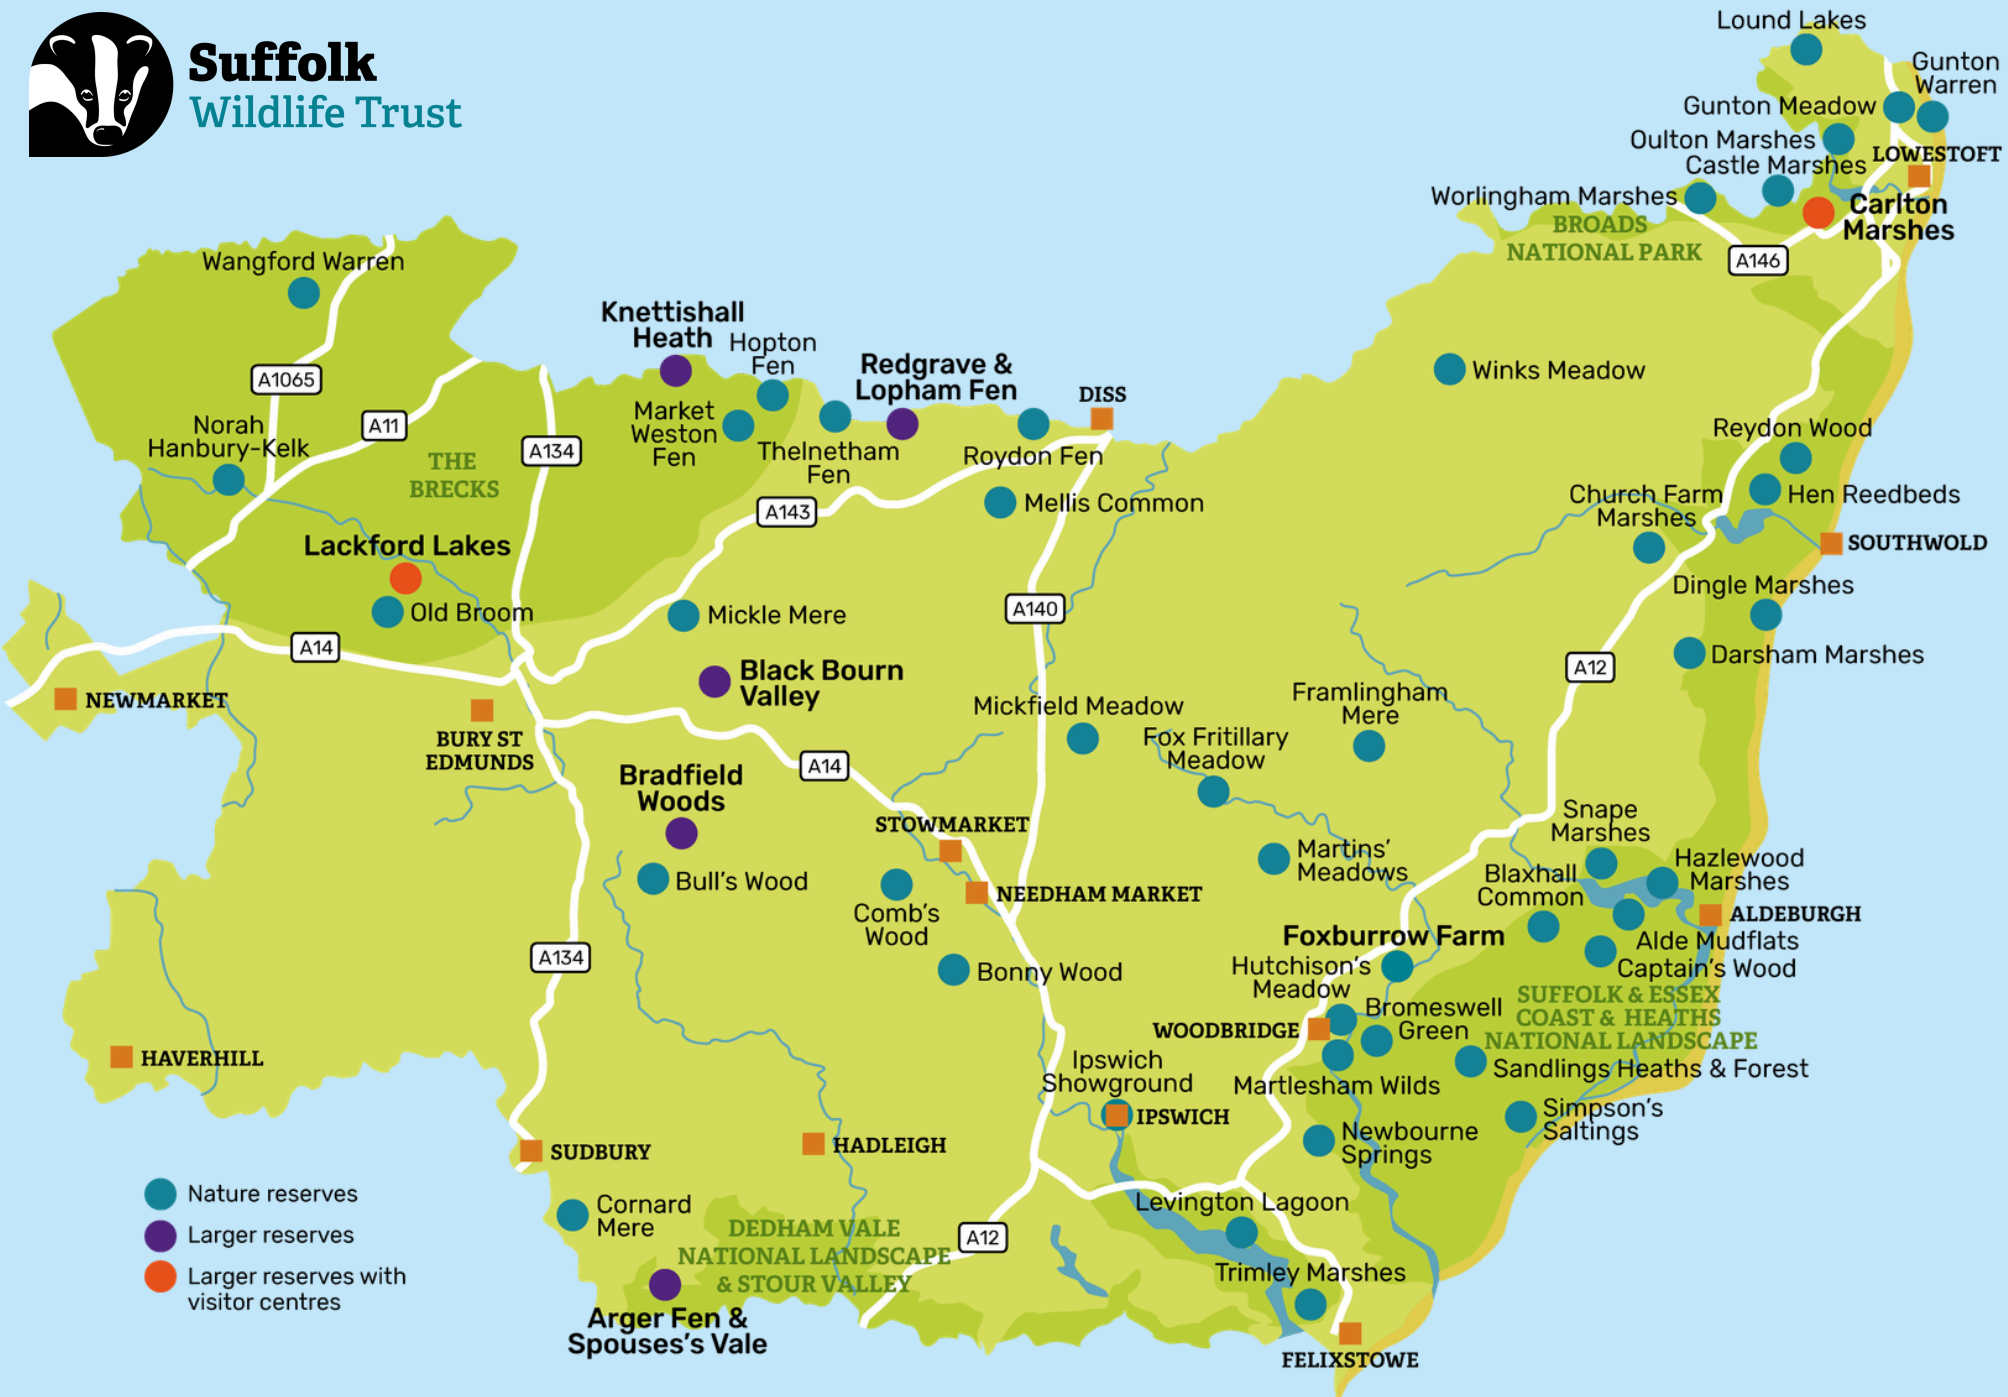 Suffolk
Wildlife Trust
Lound Lakes
Gunton
Warren
Gunton Meadow
Oulton Marshes
LOWESTOFT
Castle Marshes
Worlingham Marshes
Carlton
Marshes
BROADS
NATIONAL PARK
A146
Wangford Warren
Knettishall
Heath
Hopton
Fen
Redgrave &
Lopham Fen
DISS
Winks Meadow
A1065
A11
Norah
Hanbury-Kelk
THE
BRECKS
A134
Market
Weston
Fen
Thelnetham
Fen
Roydon Fen
Reydon Wood
A143
Mellis Common
Church Farm
Marshes
Hen Reedbeds
SOUTHWOLD
Lackford Lakes
Old Broom
Mickle Mere
A140
Dingle Marshes
A14
A12
Darsham Marshes
NEWMARKET
Black Bourn
Valley
Mickfield Meadow
Framlingham
Mere
BURY ST
EDMUNDS
A14
Fox Fritillary
Meadow
Bradfield
Woods
STOWMARKET
Snape
Marshes
Martins'
Meadows
Hazlewood
Marshes
Bull's Wood
NEEDHAM MARKET
Blaxhall
Common
ALDEBURGH
Comb's
Wood
Foxburrow Farm
Alde Mudflats
A134
Bonny Wood
Hutchison's
Meadow
Captain's Wood
SUFFOLK & ESSEX
COAST & HEATHS
NATIONAL LANDSCAPE
Bromeswell
Green
WOODBRIDGE
HAVERHILL
Ipswich
Showground
Martlesham Wilds
Sandlings Heaths & Forest
IPSWICH
Simpson's
Saltings
SUDBURY
HADLEIGH
Newbourne
Springs
Nature reserves
Larger reserves
Larger reserves with
visitor centres
Cornard
Mere
Levington Lagoon
DEDHAM VALE
NATIONAL LANDSCAPE
& STOUR VALLEY
A12
Trimley Marshes
Arger Fen &
Spouses's Vale
FELIXSTOWE